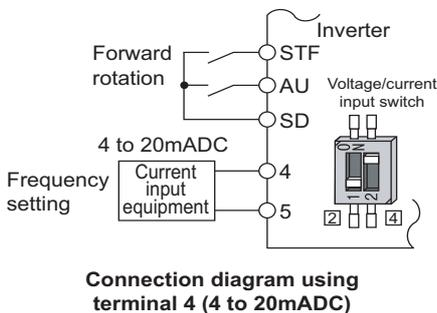 Inverter
Forward
rotation
STF
AU
SD
Voltage/current
input switch
4 to 20mADC
Frequency
setting
Current
input
equipment
4
5
ON
1 2
2 4
Connection diagram using
terminal 4 (4 to 20mADC)